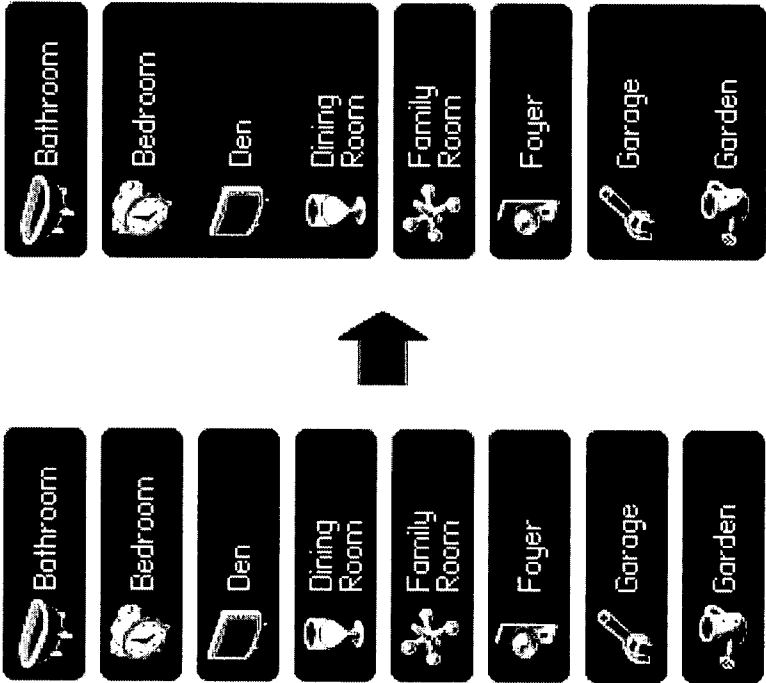 Bathroom
Bedroom
Den
Dining
Room
Family
Room
Foyer
Garage
Garden
Bathroom
Bedroom
Den
Dining
Room
Family
Room
Foyer
Garage
Garden